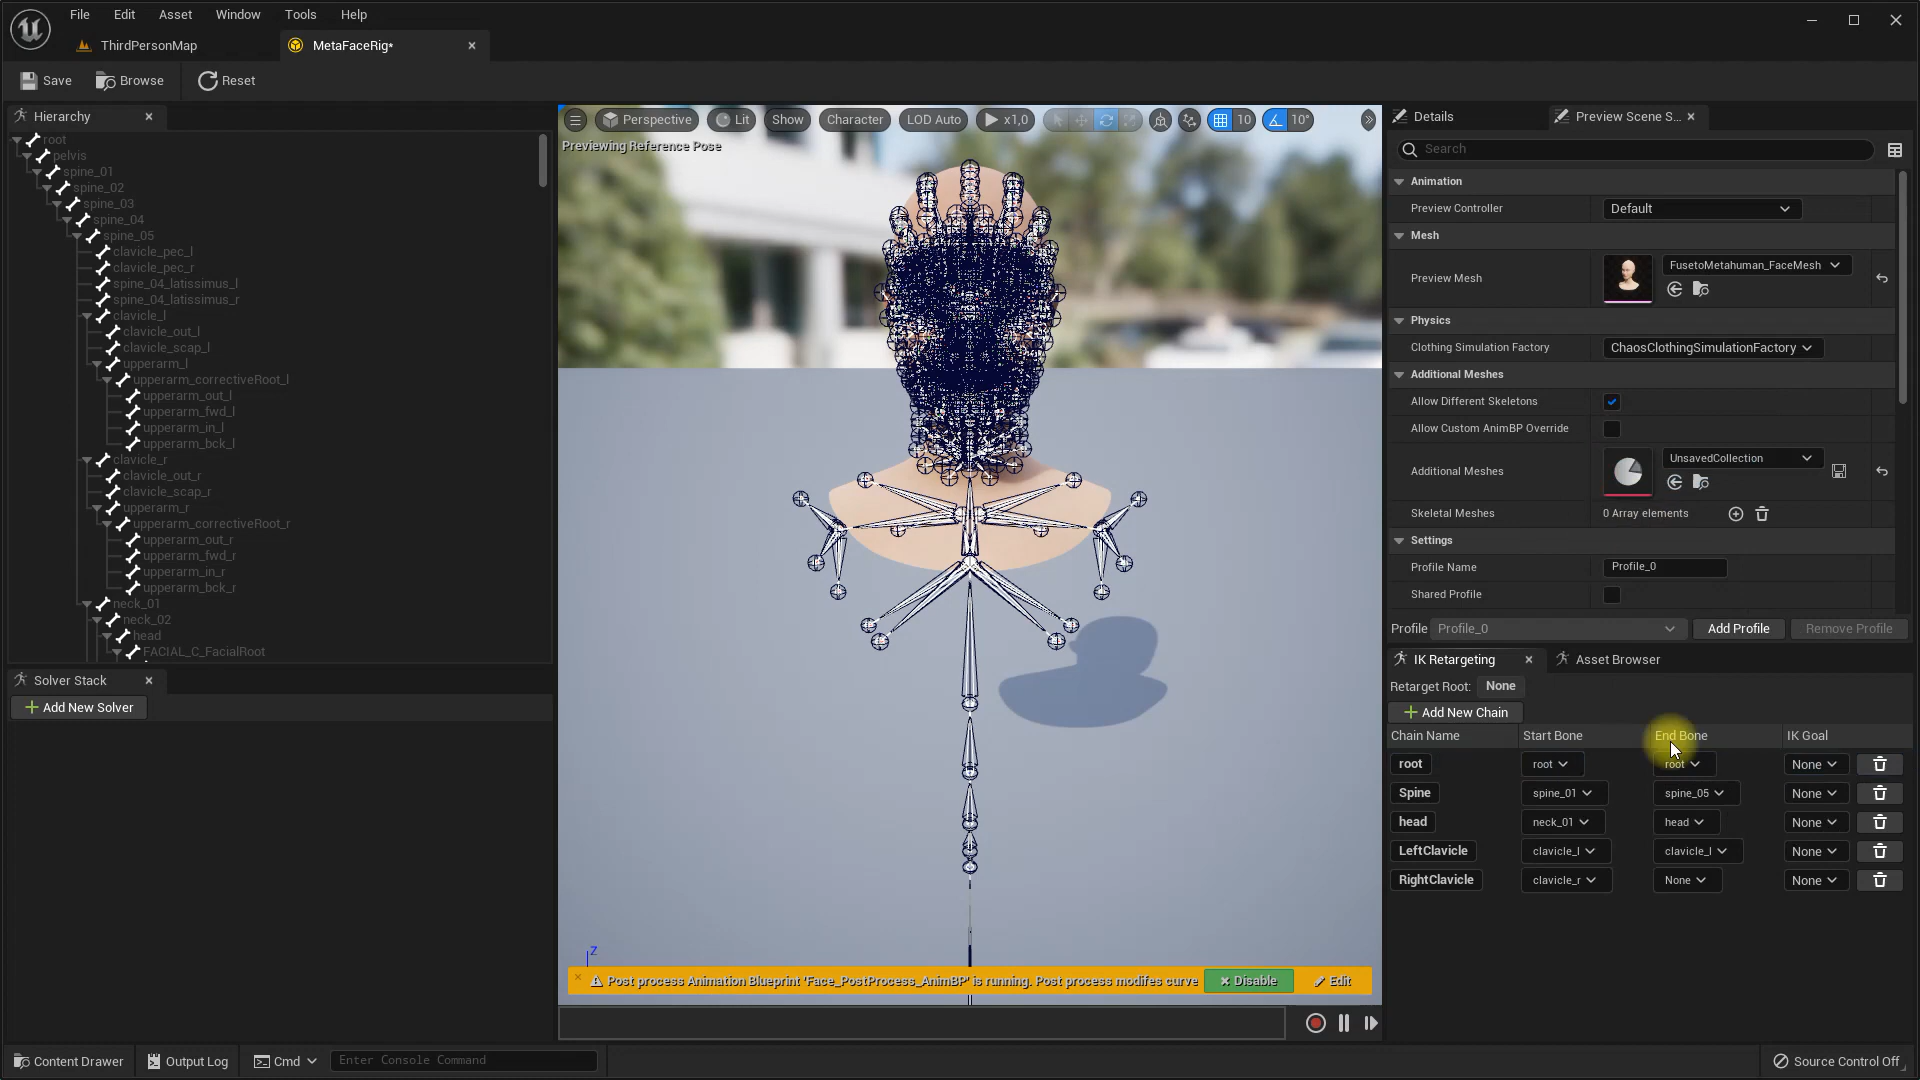 File Edit Asset Window Tools Help
ThirdPersonMap MetaFaceRig*
Save Browse Reset
Hierarchy
root
pelvis
spine_01
spine_02
spine_03
spine_04
spine_05
clavicle_pec_l
clavicle_pec_r
spine_04_latissimus_l
spine_04_latissimus_r
clavicle_l
clavicle_out_l
clavicle_scap_l
upperarm_l
upperarm_correctiveRoot_l
upperarm_out_l
upperarm_fwd_l
upperarm_in_l
upperarm_bck_l
clavicle_r
clavicle_out_r
clavicle_scap_r
upperarm_r
upperarm_correctiveRoot_r
upperarm_out_r
upperarm_fwd_r
upperarm_in_r
upperarm_bck_r
neck_01
neck_02
head
FACIAL_C_FacialRoot
Solver Stack
Add New Solver
Perspective Lit Show Character LOD Auto x1,0 10 10°
Previewing Reference Pose
Z
Post process Animation Blueprint 'Face_PostProcess_AnimBP' is running. Post process modifes curve Disable Edit
Details Preview Scene S...
Search
Animation
Preview Controller Default
Mesh
Preview Mesh FusetoMetahuman_FaceMesh
Physics
Clothing Simulation Factory ChaosClothingSimulationFactory
Additional Meshes
Allow Different Skeletons
Allow Custom AnimBP Override
Additional Meshes UnsavedCollection
Skeletal Meshes 0 Array elements
Settings
Profile Name Profile_0
Shared Profile
Profile Profile_0 Add Profile Remove Profile
IK Retargeting Asset Browser
Retarget Root: None
Add New Chain
Chain Name Start Bone End Bone IK Goal
root root root None
Spine spine_01 spine_05 None
head neck_01 head None
LeftClavicle clavicle_l clavicle_l None
RightClavicle clavicle_r None None
Content Drawer Output Log Cmd Enter Console Command Source Control Off